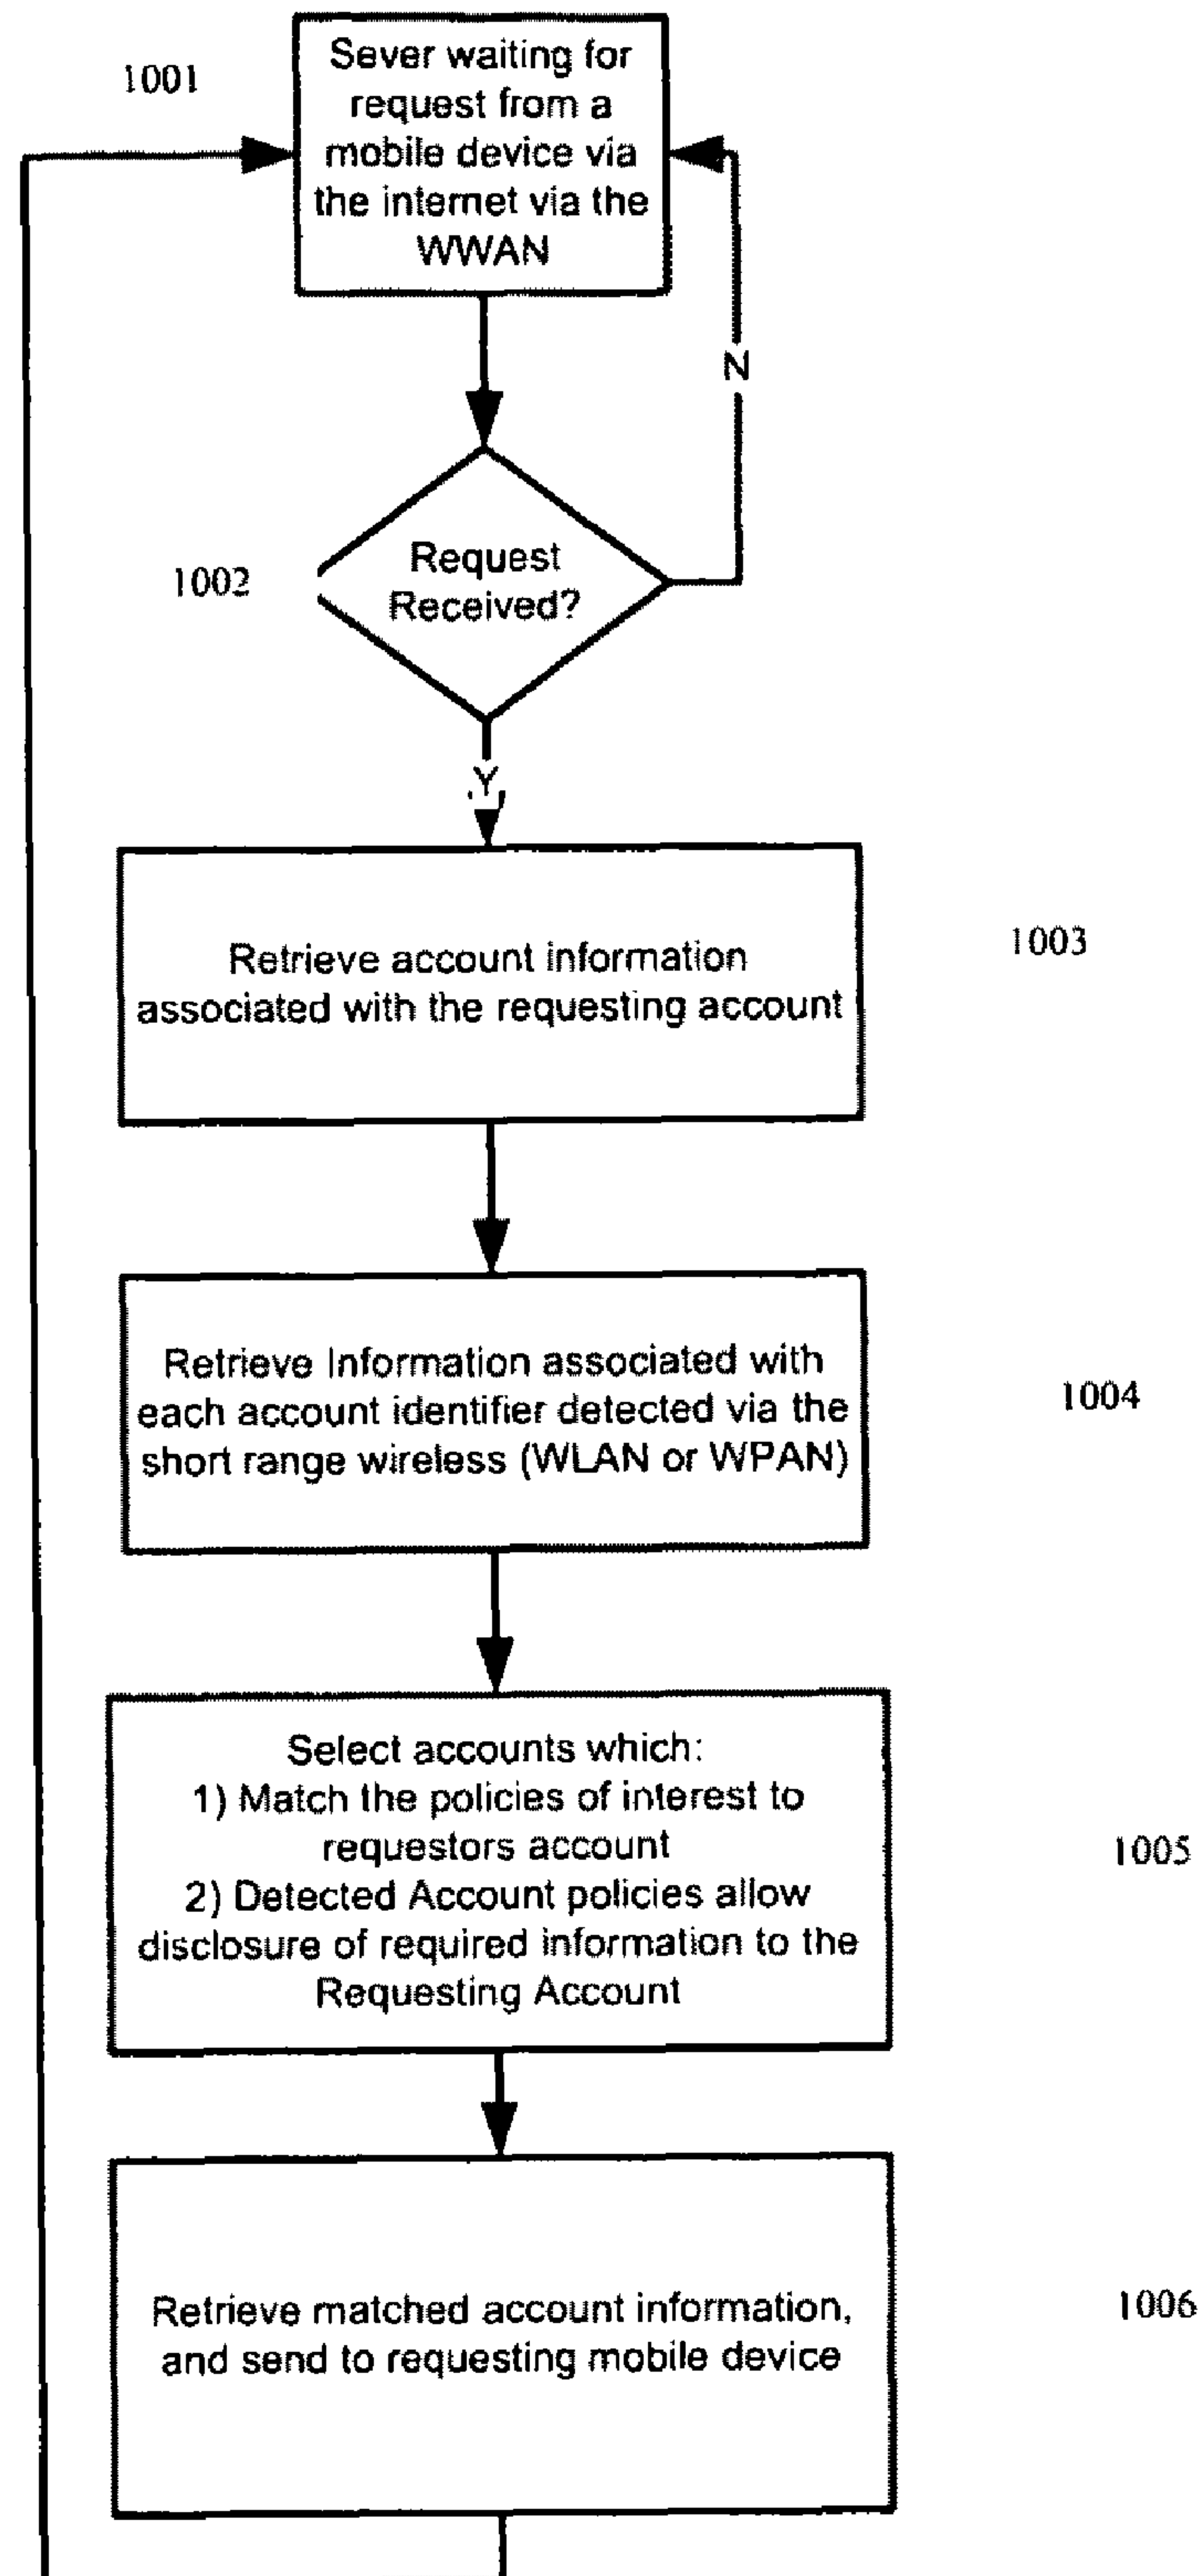 1001
Sever waiting for
request from a
mobile device via
the internet via the
WWAN
N
1002
Request
Received?
Y
Retrieve account information
associated with the requesting account
1003
Retrieve Information associated with
each account identifier detected via the
short range wireless (WLAN or WPAN)
1004
Select accounts which:
1) Match the policies of interest to
requestors account
2) Detected Account policies allow
disclosure of required information to the
Requesting Account
1005
Retrieve matched account information,
and send to requesting mobile device
1006